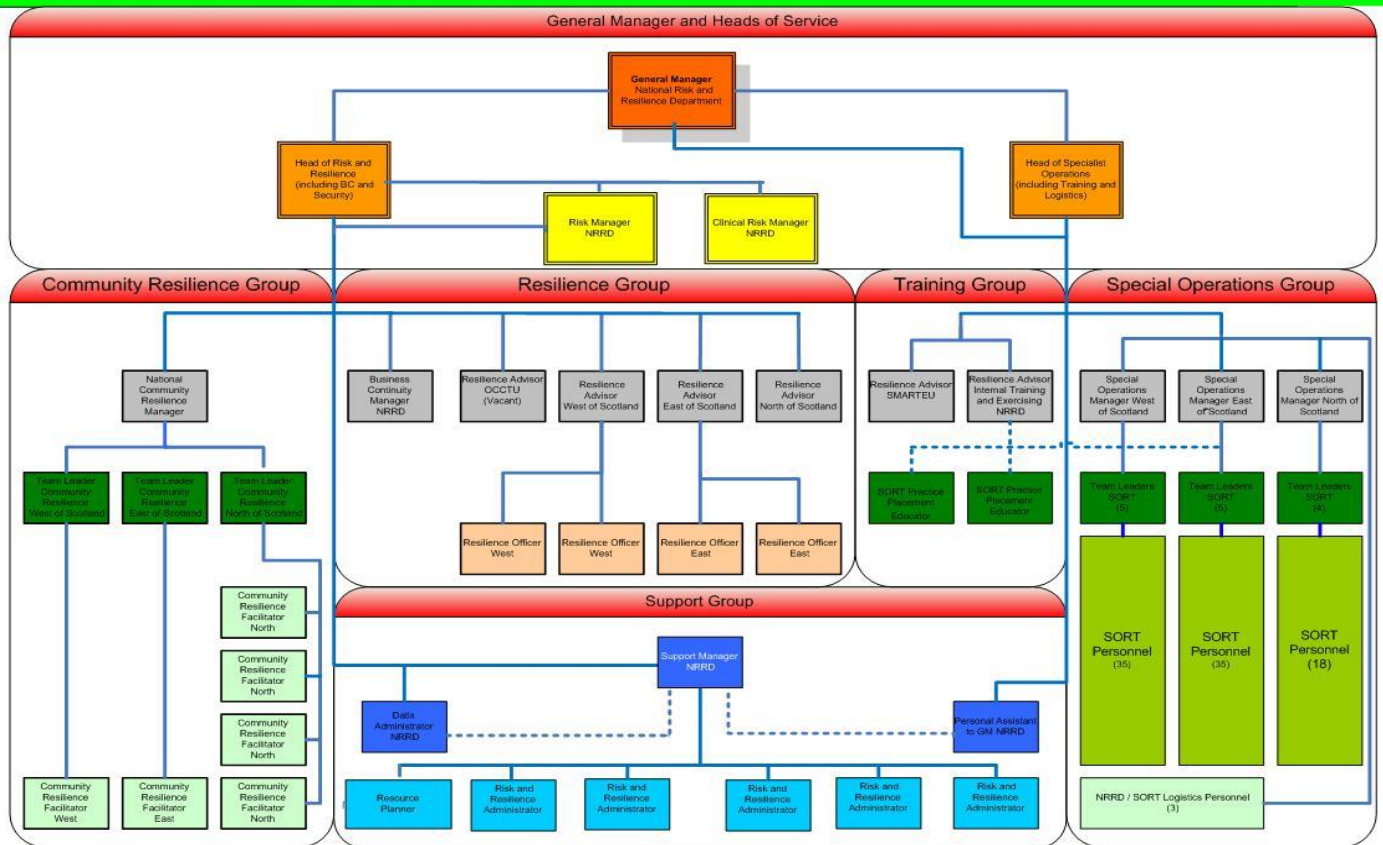 General Manager and Heads of Service
General Manager
National Risk and
Resilience Department
Head of Risk and
Resilience
(including BC and
Security)
Head of Specialist
Operations
(including Training and
Logistics)
Risk Manager
NRRD
Clinical Risk Manager
NRRD
Community Resilience Group
Resilience Group
Training Group
Special Operations Group
National
Community
Resilience
Manager
Business
Continuity
Manager
NRRD
Resilience Advisor
OCCTU
(Vacant)
Resilience
Advisor
West of Scotland
Resilience
Advisor
East of Scotland
Resilience
Advisor
North of Scotland
Resilience Advisor
SMARTEU
Resilience Advisor
Internal Training
and Exercising
NRRD
Special
Operations
Manager West
of Scotland
Special
Operations
Manager East
of Scotland
Special
Operations
Manager North of
Scotland
Team Leader
Community
Resilience
West of Scotland
Team Leader
Community
Resilience
East of Scotland
Team Leader
Community
Resilience
North of Scotland
SORT Practice
Placement
Educator
SORT Practice
Placement
Educator
Team Leaders
SORT
(5)
Team Leaders
SORT
(5)
Team Leaders
SORT
(4)
Resilience Officer
West
Resilience Officer
West
Resilience Officer
East
Resilience Officer
East
Community
Resilience
Facilitator
North
Community
Resilience
Facilitator
North
Community
Resilience
Facilitator
North
Community
Resilience
Facilitator
West
Community
Resilience
Facilitator
East
Community
Resilience
Facilitator
North
Support Group
Support Manager
NRRD
Datix
Administrator
NRRD
Personal Assistant
to GM NRRD
Resource
Planner
Risk and
Resilience
Administrator
Risk and
Resilience
Administrator
Risk and
Resilience
Administrator
Risk and
Resilience
Administrator
Risk and
Resilience
Administrator
SORT
Personnel
(35)
SORT
Personnel
(35)
SORT
Personnel
(18)
NRRD / SORT Logistics Personnel
(3)